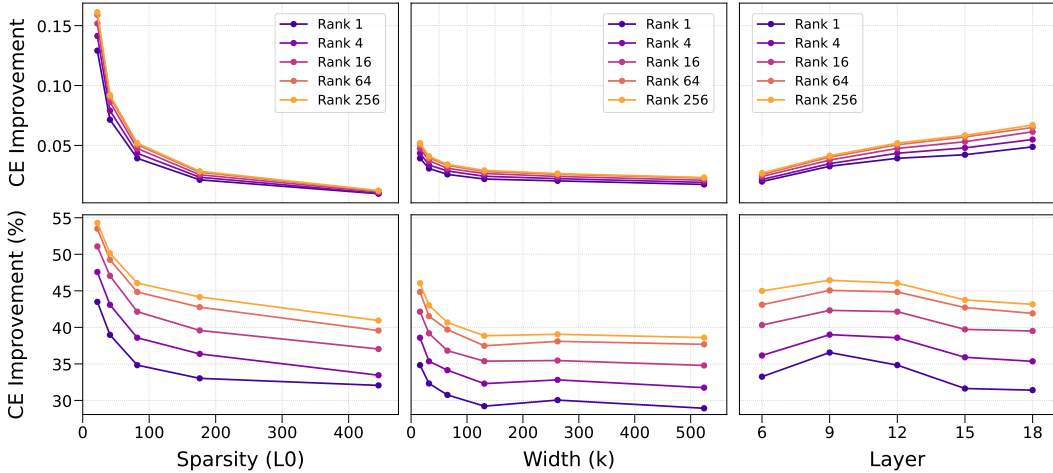 CE Improvement
0.15
0.10
0.05
Rank 1
Rank 4
Rank 16
Rank 64
Rank 256
Rank 1
Rank 4
Rank 16
Rank 64
Rank 256
Rank 1
Rank 4
Rank 16
Rank 64
Rank 256
CE Improvement (%)
55
50
45
40
35
30
0 100 200 300 400
Sparsity (L0)
0 100 200 300 400 500
Width (k)
6 9 12 15 18
Layer